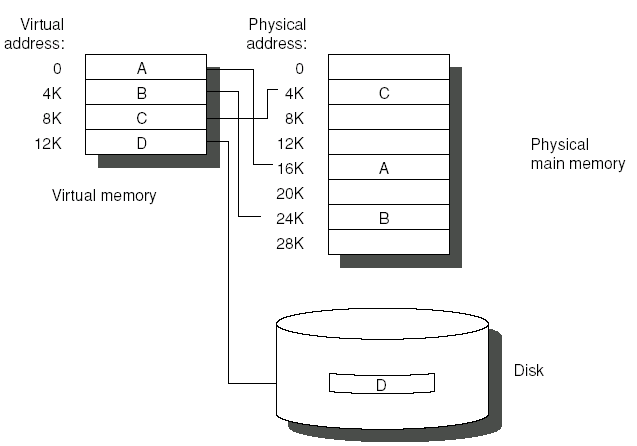 Virtual
address:
0
4K
8K
12K
A
B
C
D
Virtual memory
Physical
address:
0
4K
8K
12K
16K
20K
24K
28K
C
A
B
Physical
main memory
D
Disk